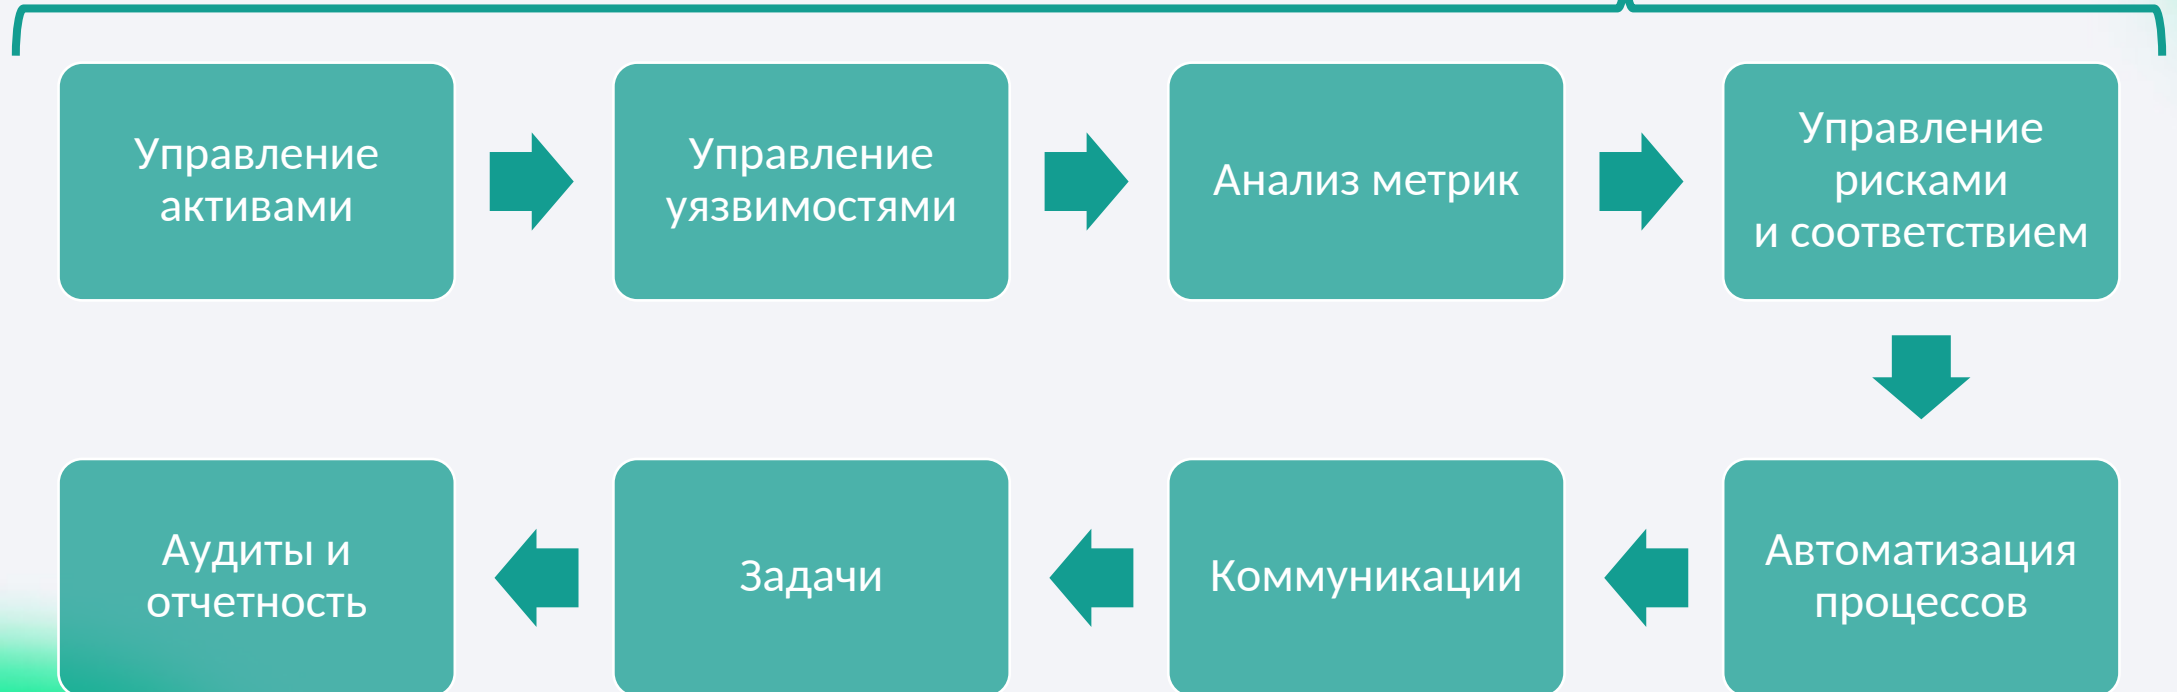 Управление
активами
Управление
уязвимостями
Анализ метрик
Управление
рисками
и соответствием
Автоматизация
процессов
Коммуникации
Задачи
Аудиты и
отчетность